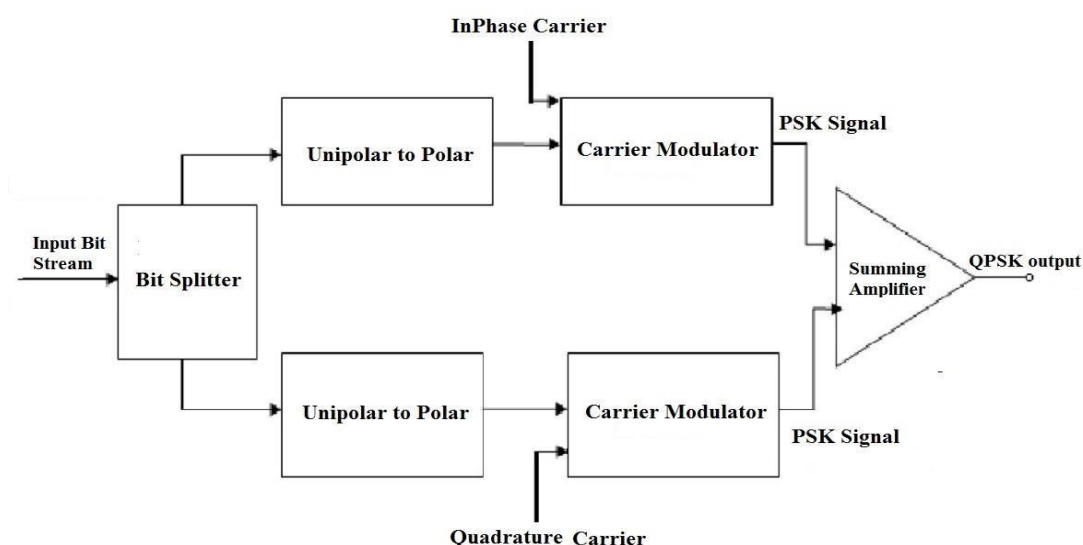 InPhase Carrier
PSK Signal
Unipolar to Polar
Carrier Modulator
Input Bit
Stream
Bit Splitter
QPSK output
Summing
Amplifier
Unipolar to Polar
Carrier Modulator
PSK Signal
Quadrature Carrier